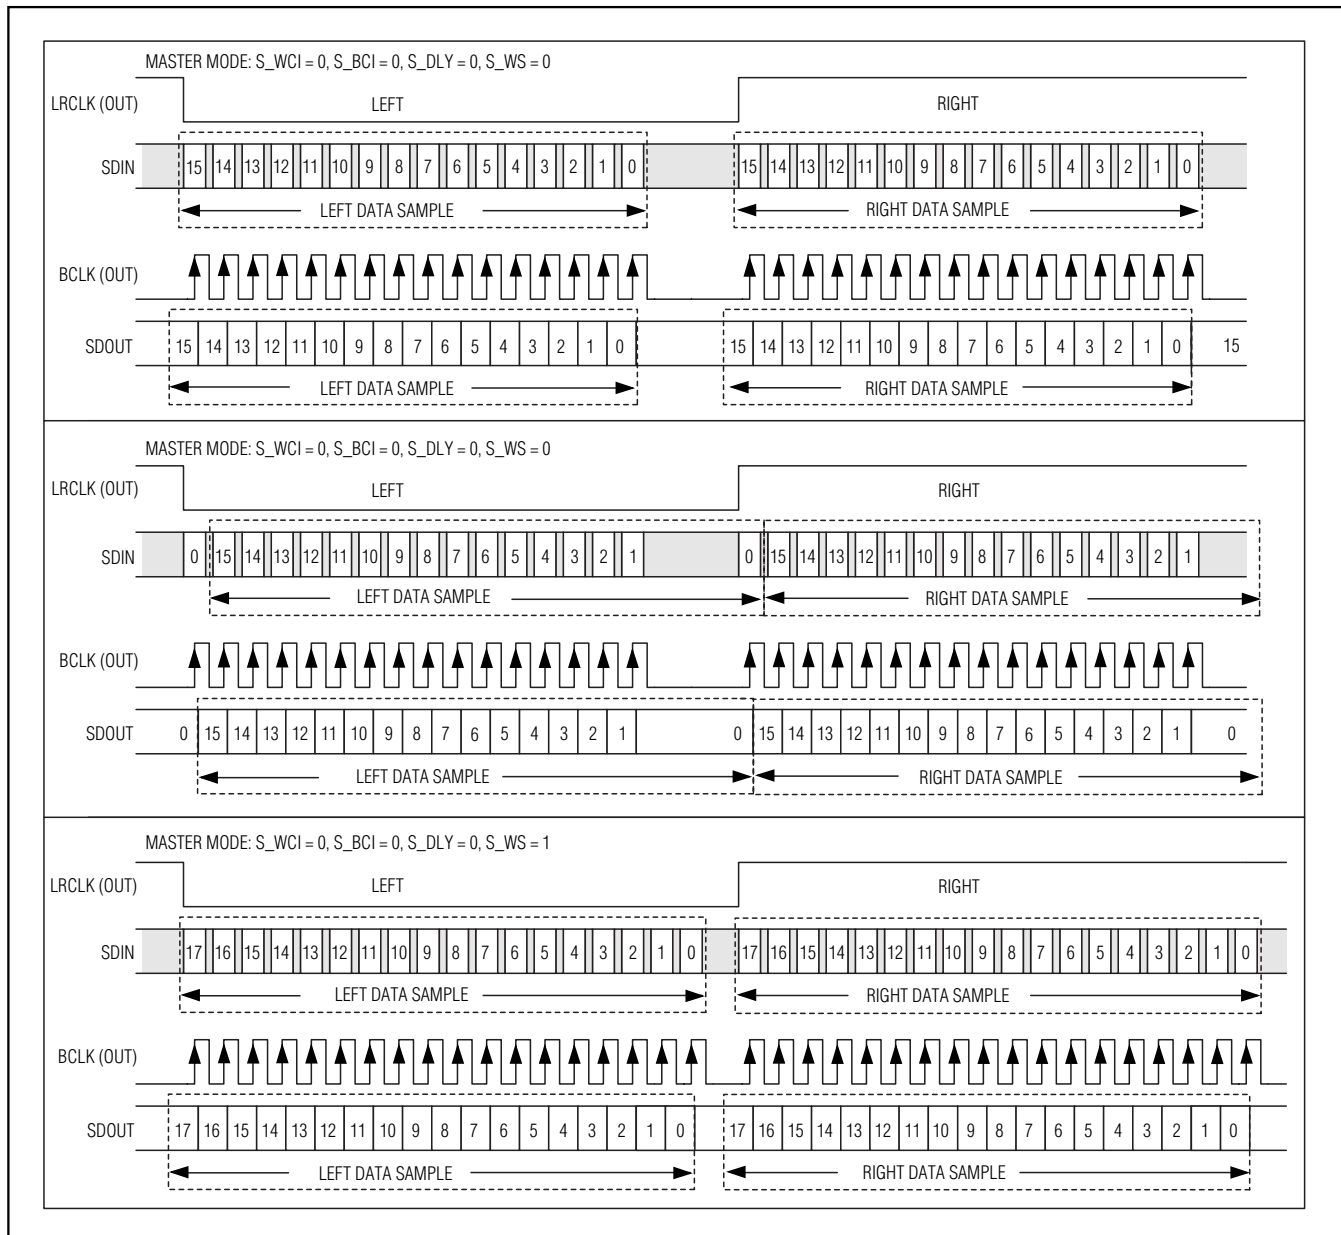 MASTER MODE: S_WCI = 0, S_BCI = 0, S_DLY = 0, S_WS = 0
LRCLK (OUT) LEFT RIGHT
SDIN 15 14 13 12 11 10 9 8 7 6 5 4 3 2 1 0 15 14 13 12 11 10 9 8 7 6 5 4 3 2 1 0
LEFT DATA SAMPLE RIGHT DATA SAMPLE
BCLK (OUT)
SDOUT 15 14 13 12 11 10 9 8 7 6 5 4 3 2 1 0 15 14 13 12 11 10 9 8 7 6 5 4 3 2 1 0 15
LEFT DATA SAMPLE RIGHT DATA SAMPLE
MASTER MODE: S_WCI = 0, S_BCI = 0, S_DLY = 0, S_WS = 0
LRCLK (OUT) LEFT RIGHT
SDIN 0 15 14 13 12 11 10 9 8 7 6 5 4 3 2 1 0 15 14 13 12 11 10 9 8 7 6 5 4 3 2 1
LEFT DATA SAMPLE RIGHT DATA SAMPLE
BCLK (OUT)
SDOUT 0 15 14 13 12 11 10 9 8 7 6 5 4 3 2 1 0 15 14 13 12 11 10 9 8 7 6 5 4 3 2 1 0
LEFT DATA SAMPLE RIGHT DATA SAMPLE
MASTER MODE: S_WCI = 0, S_BCI = 0, S_DLY = 0, S_WS = 1
LRCLK (OUT) LEFT RIGHT
SDIN 17 16 15 14 13 12 11 10 9 8 7 6 5 4 3 2 1 0 17 16 15 14 13 12 11 10 9 8 7 6 5 4 3 2 1 0
LEFT DATA SAMPLE RIGHT DATA SAMPLE
BCLK (OUT)
SDOUT 17 16 15 14 13 12 11 10 9 8 7 6 5 4 3 2 1 0 17 16 15 14 13 12 11 10 9 8 7 6 5 4 3 2 1 0
LEFT DATA SAMPLE RIGHT DATA SAMPLE